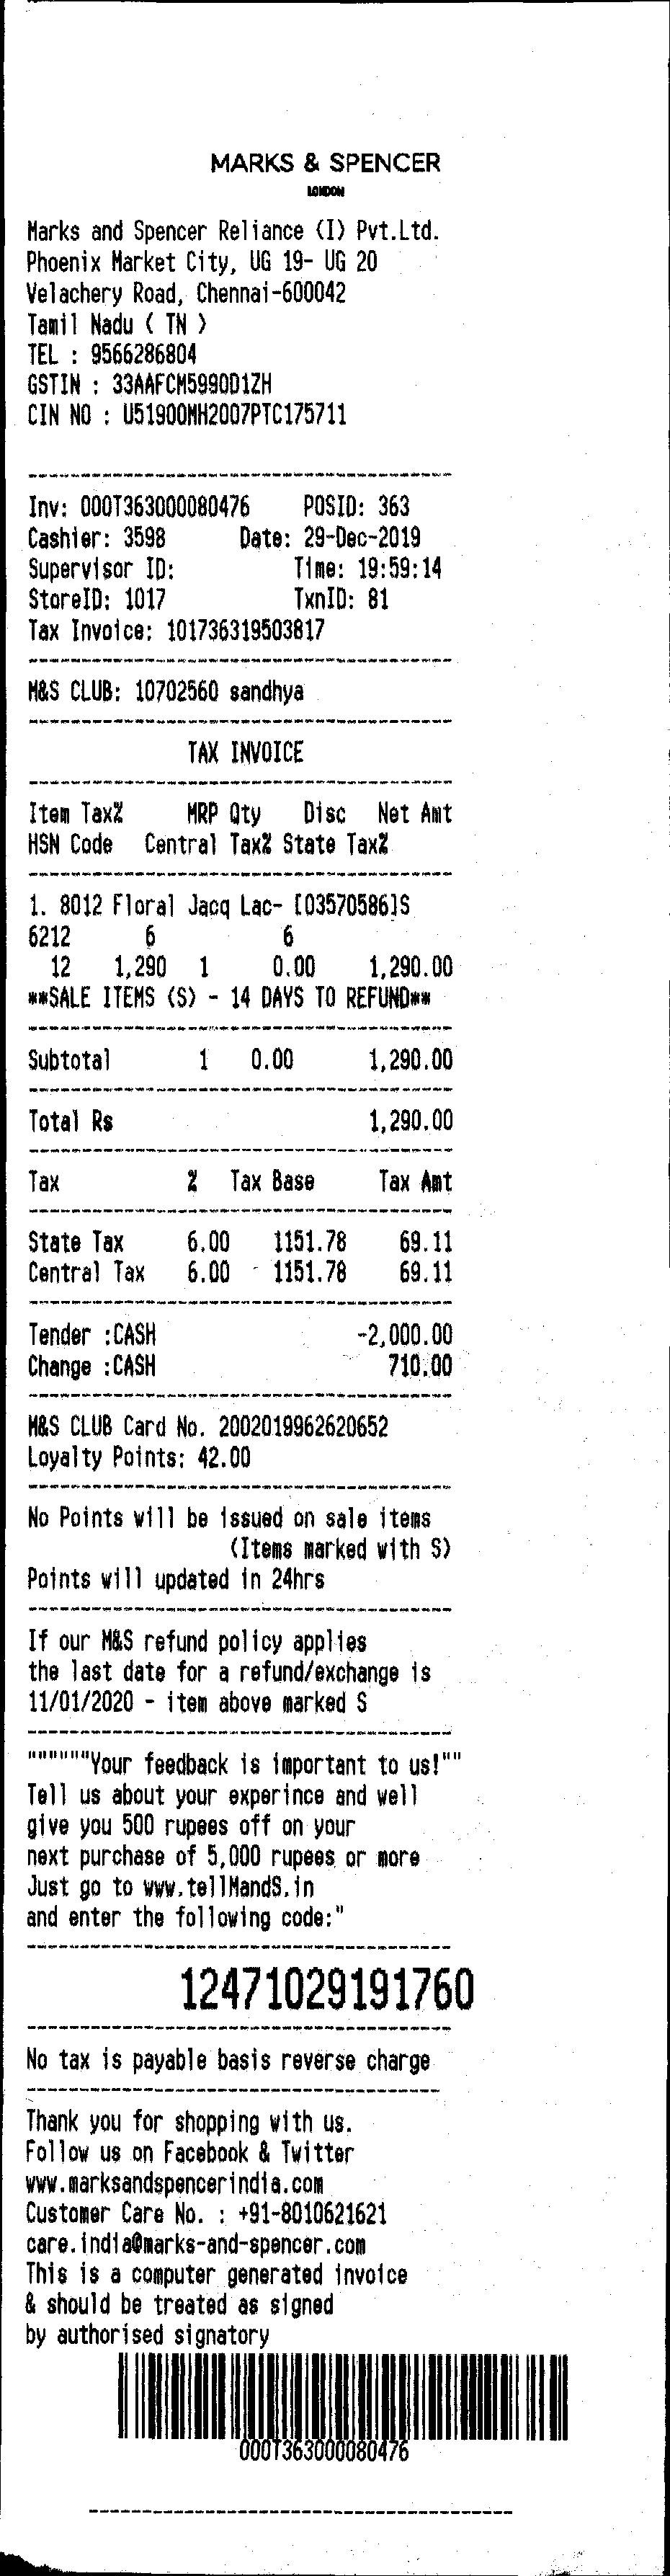 MARKS & SPENCER
LONDON
Marks and Spencer Reliance (I) Pvt.Ltd.
Phoenix Market City, UG 19- UG 20
Velachery Road, Chennai-600042
Tamil Nadu ( TN )
TEL : 9566286804
GSTIN : 33AAFCM5990D1ZH
CIN NO : U51900MH2007PTC175711
Inv: 000T363000080476 POSID: 363
Cashier: 3598 Date: 29-Dec-2019
Supervisor ID: Time: 19:59:14
StoreID: 1017 TxnID: 81
Tax Invoice: 101736319503817
M&S CLUB: 10702560 sandhya
TAX INVOICE
Item Tax% MRP Qty Disc Net Amt
HSN Code Central Tax% State Tax%
1. 8012 Floral Jacq Lac- [03570586]S
6212 6 6
12 1,290 1 0.00 1,290.00
**SALE ITEMS (S) - 14 DAYS TO REFUND**
Subtotal 1 0.00 1,290.00
Total Rs 1,290.00
Tax % Tax Base Tax Amt
State Tax 6.00 1151.78 69.11
Central Tax 6.00 1151.78 69.11
Tender :CASH -2,000.00
Change :CASH 710.00
M&S CLUB Card No. 2002019962620652
Loyalty Points: 42.00
No Points will be issued on sale items
(Items marked with S)
Points will updated in 24hrs
If our M&S refund policy applies
the last date for a refund/exchange is
11/01/2020 - item above marked S
""""""Your feedback is important to us!""
Tell us about your experince and well
give you 500 rupees off on your
next purchase of 5,000 rupees or more
Just go to www.tellMandS.in
and enter the following code:"
12471029191760
No tax is payable basis reverse charge
Thank you for shopping with us.
Follow us on Facebook & Twitter
www.marksandspencerindia.com
Customer Care No. : +91-8010621621
care.india@marks-and-spencer.com
This is a computer generated invoice
& should be treated as signed
by authorised signatory
000T363000080476